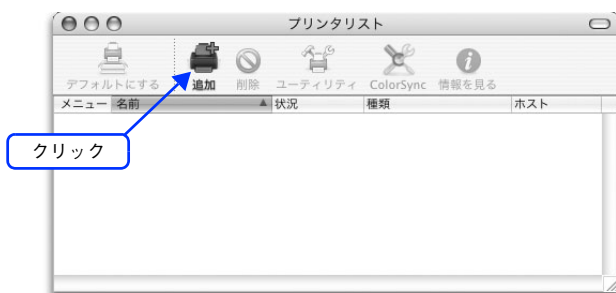 プリンタリスト
デフォルトにする 追加 削除 ユーティリティ ColorSync 情報を見る
メニュー 名前 状況 種類 ホスト
クリック